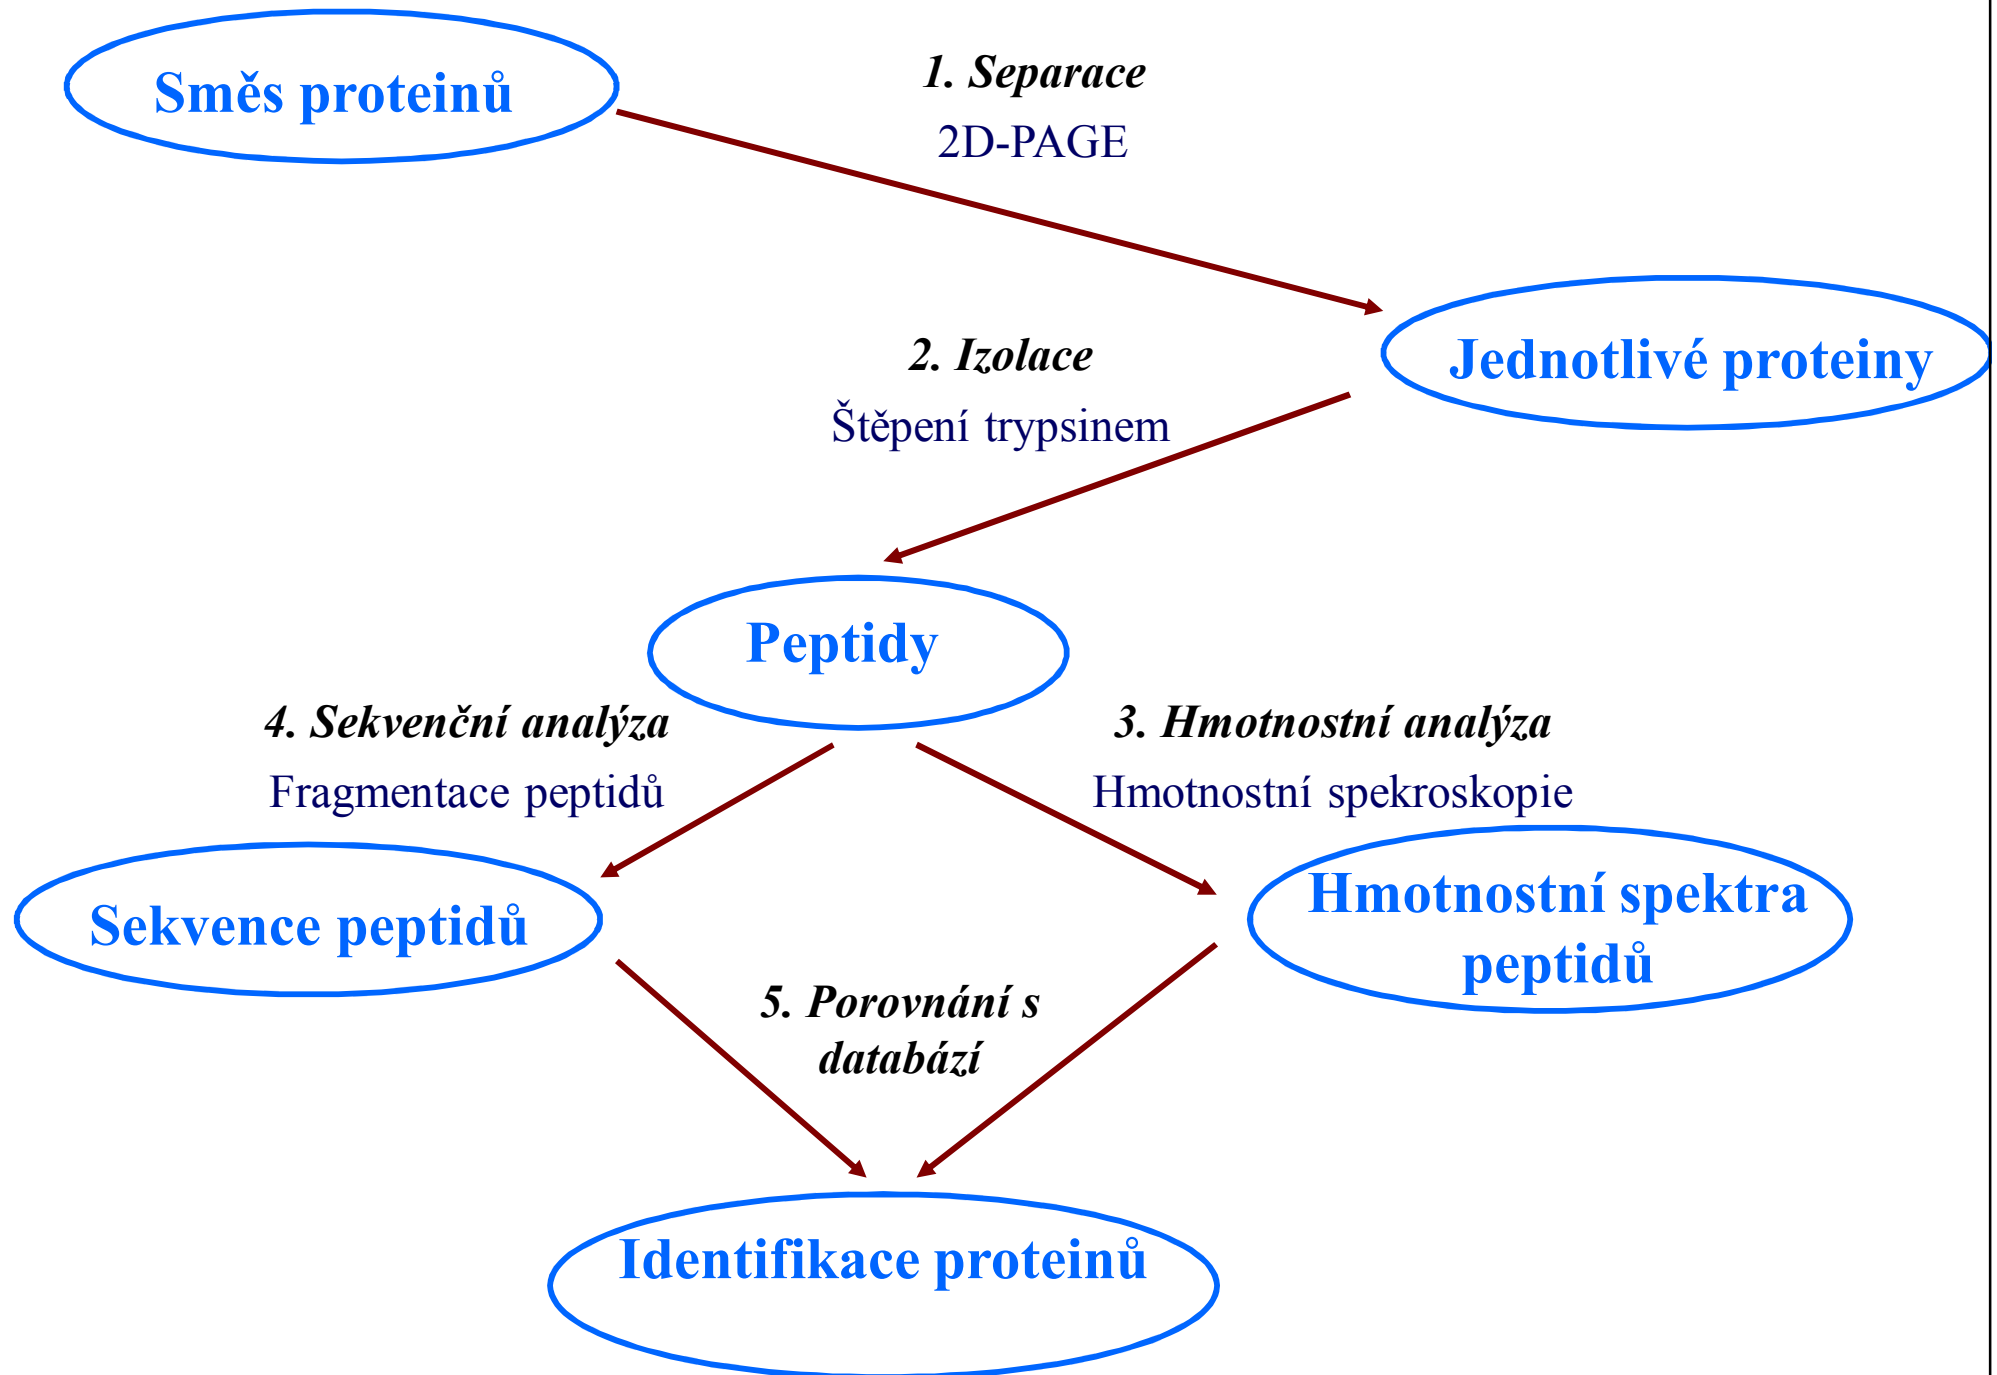 Směs proteinů
1. Separace
2D-PAGE
Jednotlivé proteiny
2. Izolace
Štěpení trypsinem
Peptidy
4. Sekvenční analýza
Fragmentace peptidů
3. Hmotnostní analýza
Hmotnostní spekroskopie
Sekvence peptidů
Hmotnostní spektra
peptidů
5. Porovnání s
databází
Identifikace proteinů